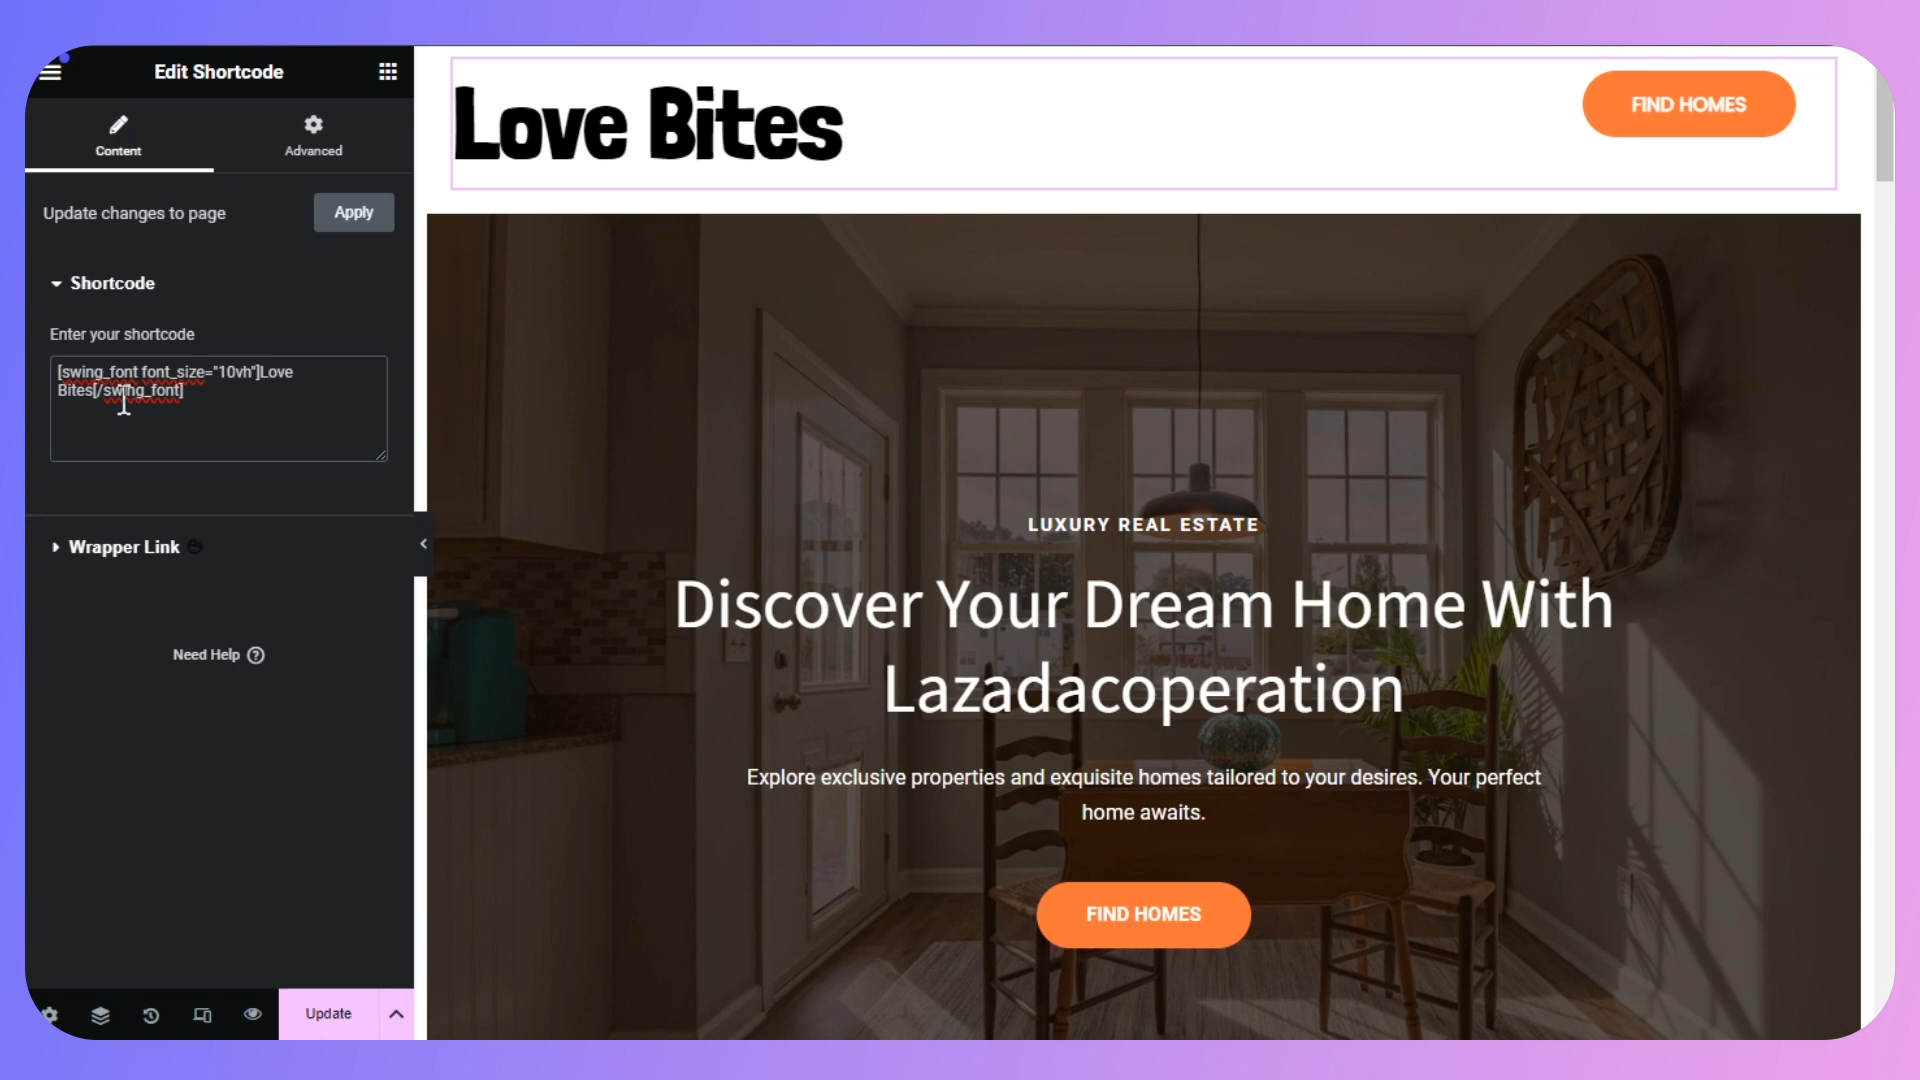 Edit Shortcode
Content
Advanced
Update changes to page
Apply
Shortcode
Enter your shortcode
[swing_font font_size="10vh"]Love
Bites[/swing_font]
Wrapper Link
Need Help ?
Update
Love Bites
FIND HOMES
LUXURY REAL ESTATE
Discover Your Dream Home With
Lazadacoperation
Explore exclusive properties and exquisite homes tailored to your desires. Your perfect
home awaits.
FIND HOMES